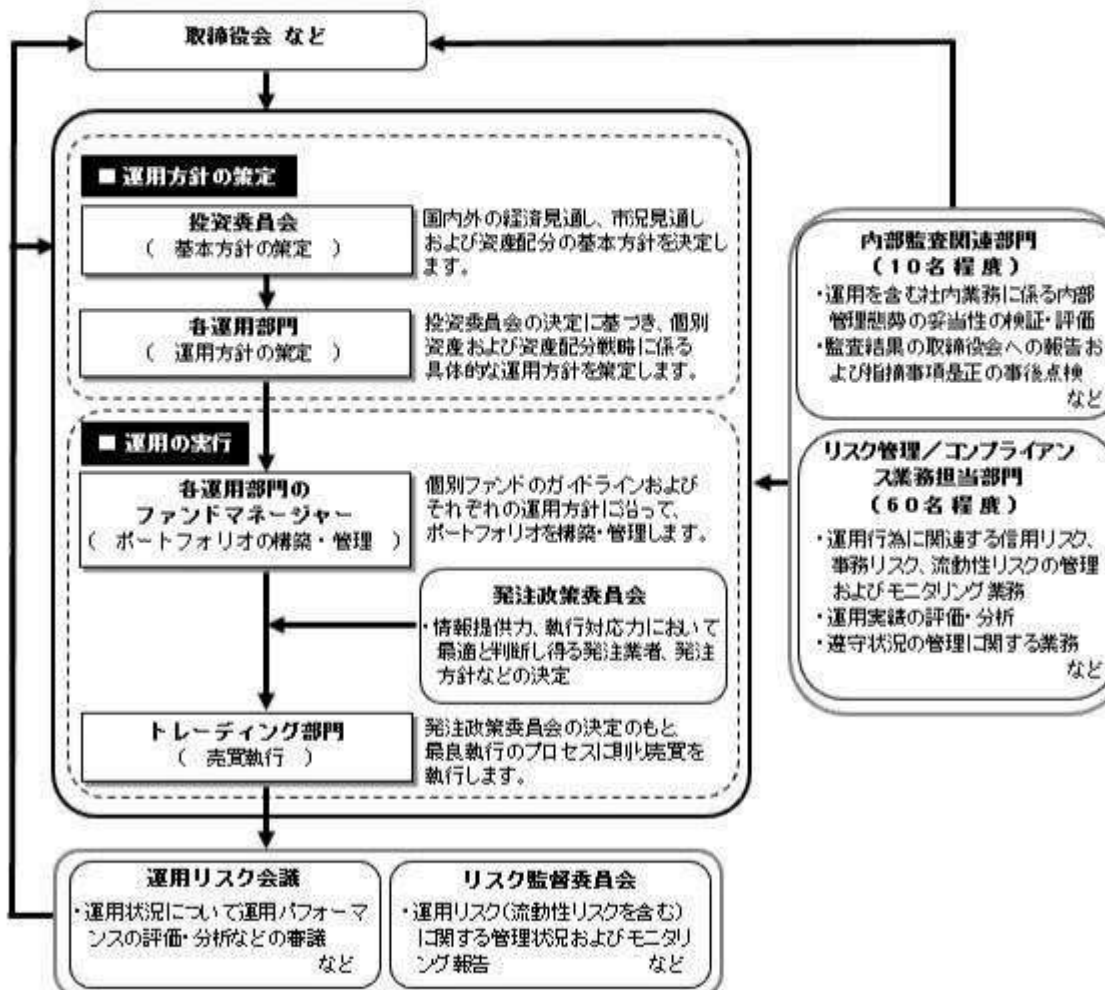 取締役会 など
■ 運用方針の策定
投資委員会
( 基本方針の策定 )
国内外の経済見通し、市況見通し
および資産配分の基本方針を決定し
ます。
各運用部門
( 運用方針の策定 )
投資委員会の決定に基づき、個別
資産および資産配分戦略に係る
具体的な運用方針を策定します。
■ 運用の実行
各運用部門の
ファンドマネージャー
( ポートフォリオの構築・管理 )
個別ファンドのガイドラインおよび
それぞれの運用方針に沿って、
ポートフォリオを構築・管理します。
発注政策委員会
・情報提供力、執行対応力において
最適と判断し得る発注業者、発注
方針などの決定
トレーディング部門
( 売買執行 )
発注政策委員会の決定のもと
最良執行のプロセスに則り売買を
執行します。
運用リスク会議
・運用状況について運用パフォーマ
ンスの評価・分析などの審議
など
リスク監督委員会
・運用リスク(流動性リスクを含む)
に関する管理状況およびモニタリ
ング報告 など
内部監査関連部門
(10名程度)
・運用を含む社内業務に係る内部
管理態勢の妥当性の検証・評価
・監査結果の取締役会への報告お
よび指摘事項是正の事後点検
など
リスク管理/コンプライアン
ス業務担当部門
(60名程度)
・運用行為に関連する信用リスク、
事務リスク、流動性リスクの管理
およびモニタリング業務
・運用実績の評価・分析
・遵守状況の管理に関する業務
など